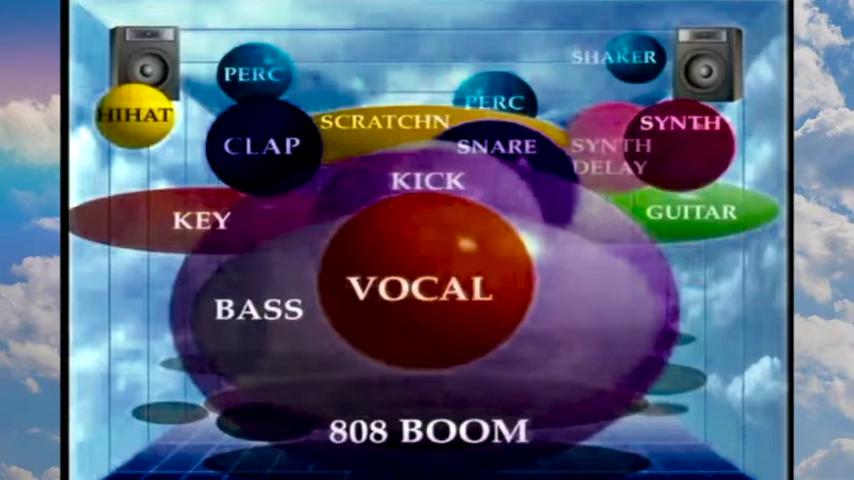 SHAKER
PERC
PERC
HIHAT
SCRATCHN
SYNTH
CLAP
SNARE
SYNTH
DELAY
KICK
KEY
GUITAR
VOCAL
BASS
808 BOOM